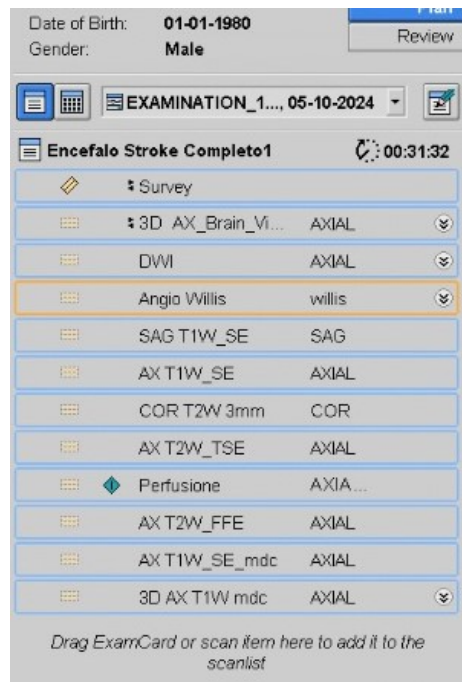 Date of Birth: 01-01-1980
Plan
Gender: Male
Review
EXAMINATION_1..., 05-10-2024
Encefalo Stroke Completo1 00:31:32
Survey
3D AX_Brain_Vi... AXIAL
DWI AXIAL
Angio Willis willis
SAG T1W_SE SAG
AX T1W_SE AXIAL
COR T2W 3mm COR
AX T2W_TSE AXIAL
Perfusione AXIA...
AX T2W_FFE AXIAL
AX T1W_SE_mdc AXIAL
3D AX T1W mdc AXIAL
Drag ExamCard or scan item here to add it to the
scanlist